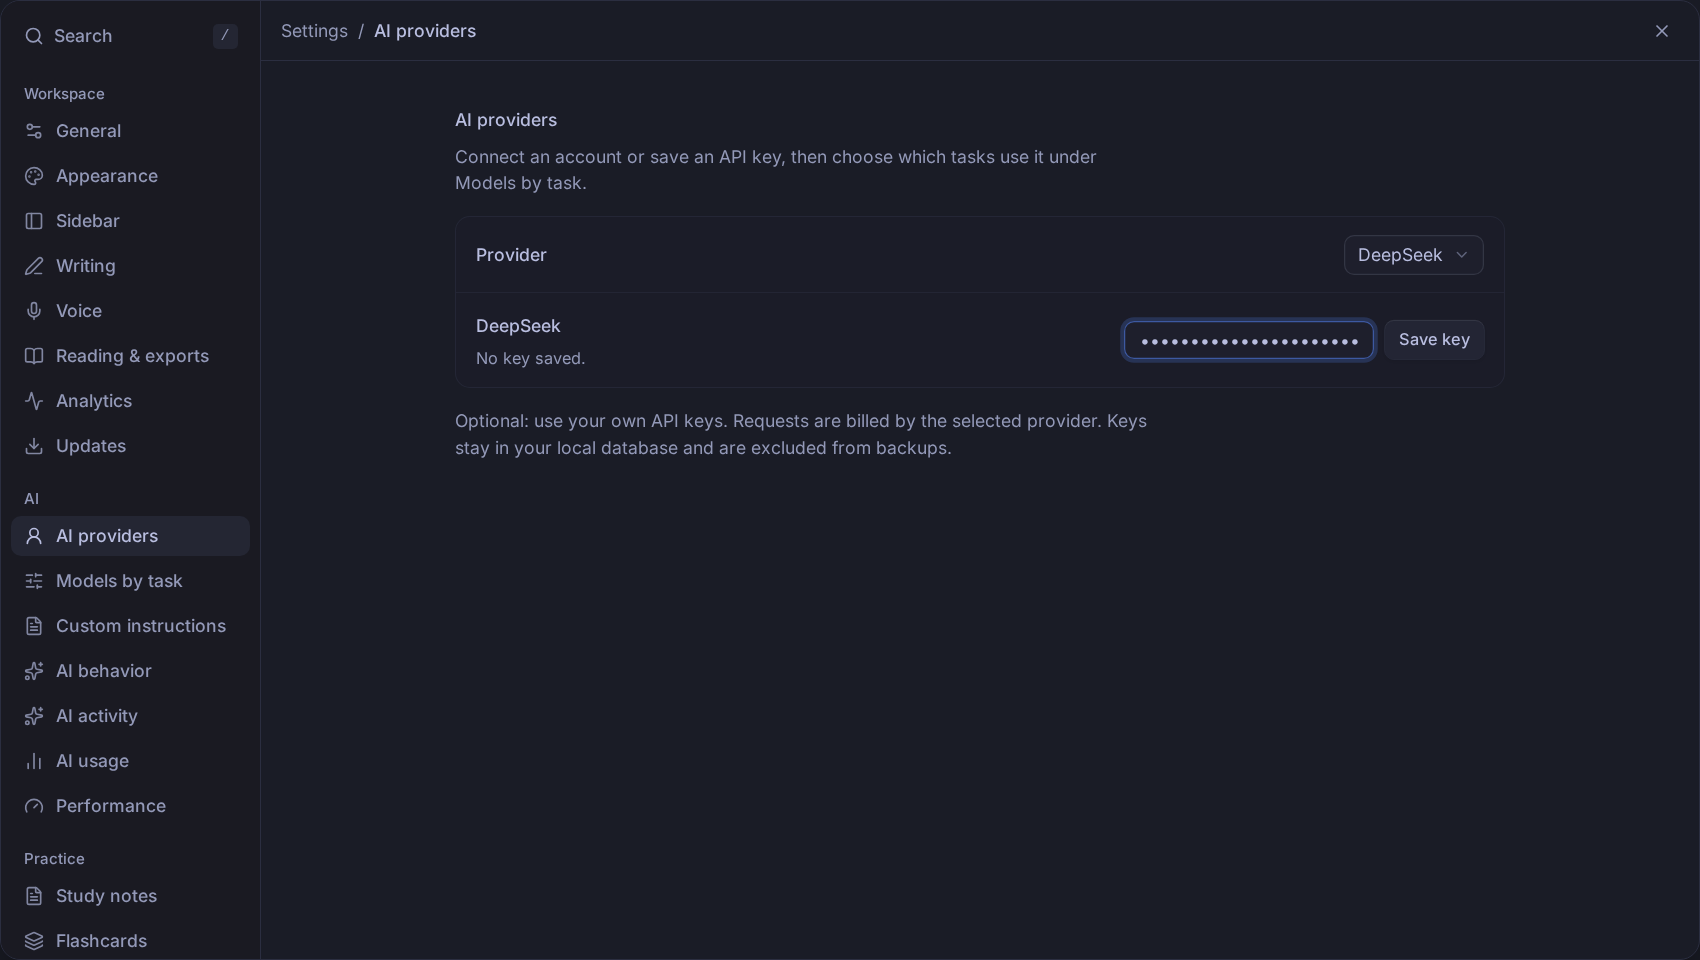 Search
/
Workspace
General
Appearance
Sidebar
Writing
Voice
Reading & exports
Analytics
Updates
AI
AI providers
Models by task
Custom instructions
AI behavior
AI activity
AI usage
Performance
Practice
Study notes
Flashcards
Settings / AI providers
AI providers
Connect an account or save an API key, then choose which tasks use it under
Models by task.
Provider
DeepSeek
DeepSeek
No key saved.
••••••••••••••••••••••
Save key
Optional: use your own API keys. Requests are billed by the selected provider. Keys
stay in your local database and are excluded from backups.